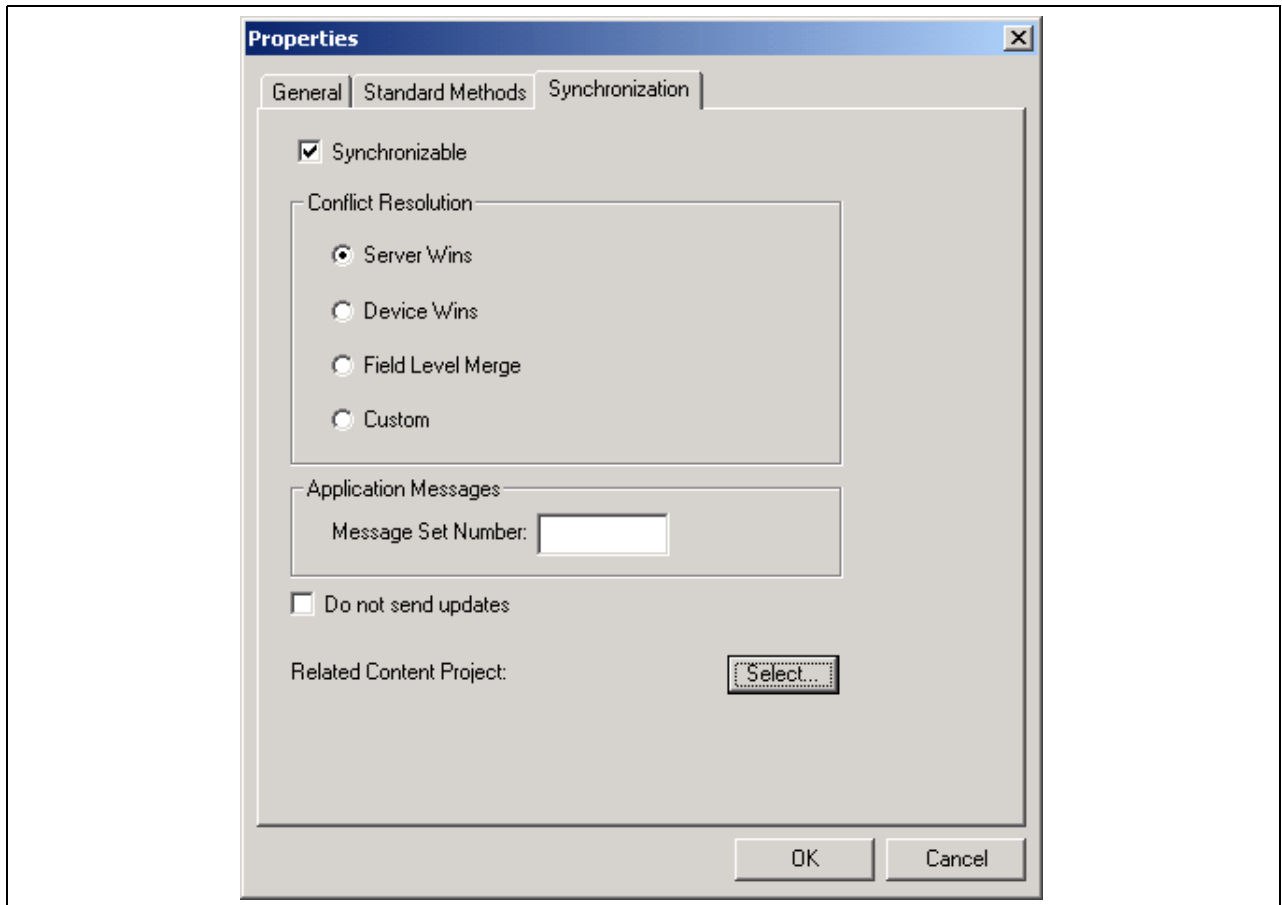 Properties
General
Standard Methods
Synchronization
Synchronizable
Conflict Resolution
Server Wins
Device Wins
Field Level Merge
Custom
Application Messages
Message Set Number:
Do not send updates
Related Content Project:
Select...
OK
Cancel